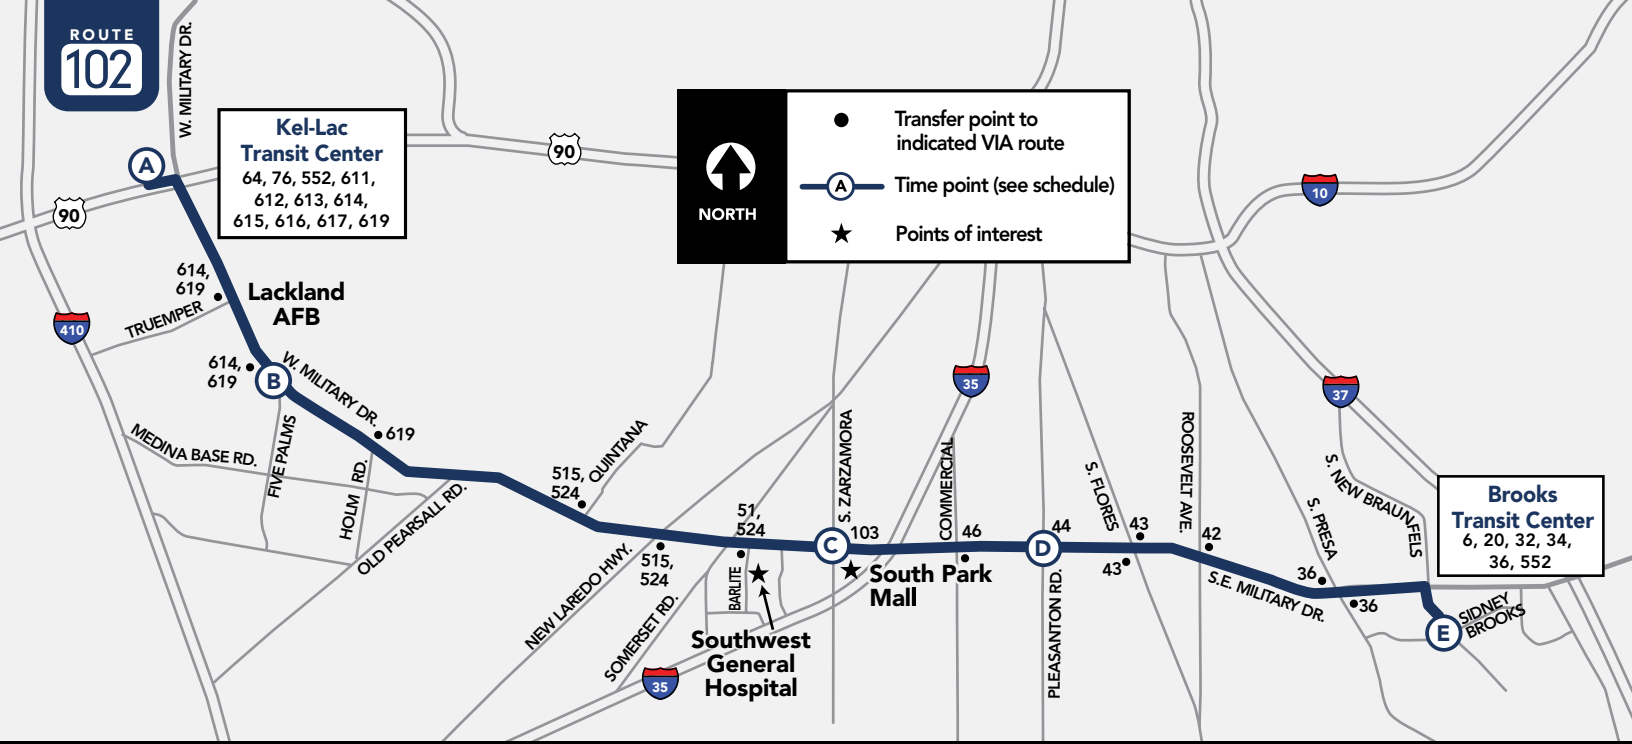 ROUTE
102
W. MILITARY DR.
A
Kel-Lac
Transit Center
64, 76, 552, 611,
612, 613, 614,
615, 616, 617, 619
90
90
NORTH
Transfer point to
indicated VIA route
A
Time point (see schedule)
Points of interest
10
614,
619
TRUEMPER
Lackland
AFB
410
614,
619
B
W. MILITARY DR.
619
MEDINA BASE RD.
FIVE PALMS
HOLM RD.
OLD PEARSALL RD.
515,
524
QUINTANA
NEW LAREDO HWY.
515,
524
SOMERSET RD.
51,
524
BARLITE
Southwest
General
Hospital
35
S. ZARZAMORA
C
103
South Park
Mall
35
COMMERCIAL
46
D
44
PLEASANTON RD.
S. FLORES
43
43
ROOSEVELT AVE.
42
S.E. MILITARY DR.
37
S. NEW BRAUNFELS
S. PRESA
36
36
Brooks
Transit Center
6, 20, 32, 34,
36, 552
E
SIDNEY
BROOKS